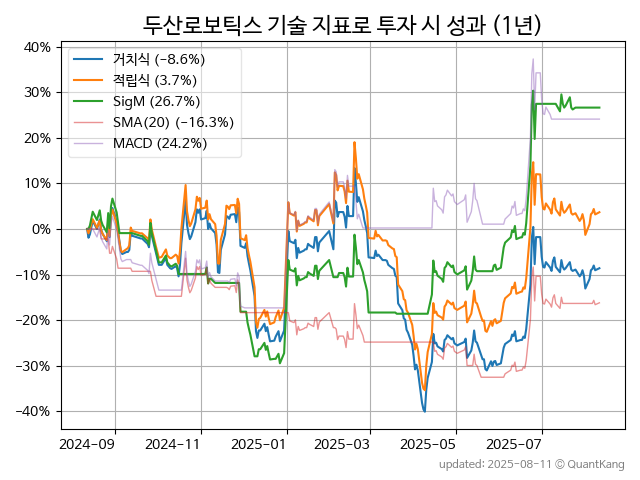 두산로보틱스 기술 지표로 투자 시 성과 (1년)
40%
30%
20%
10%
0%
−10%
−20%
−30%
−40%
거치식 (−8.6%)
적립식 (3.7%)
SigM (26.7%)
SMA(20) (−16.3%)
MACD (24.2%)
2024-09
2024-11
2025-01
2025-03
2025-05
2025-07
updated: 2025-08-11 © QuantKang